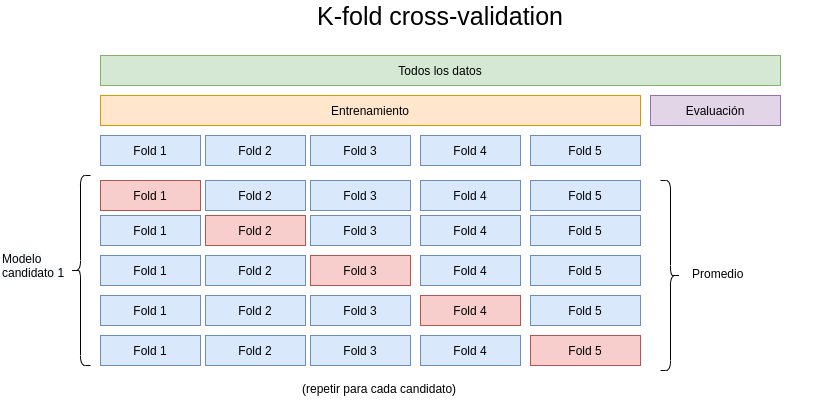 K-fold cross-validation
Todos los datos
Entrenamiento Evaluación
Fold 1 Fold 2 Fold 3 Fold 4 Fold 5
Fold 1 Fold 2 Fold 3 Fold 4 Fold 5
Fold 1 Fold 2 Fold 3 Fold 4 Fold 5
Modelo
candidato 1
Fold 1 Fold 2 Fold 3 Fold 4 Fold 5
Promedio
Fold 1 Fold 2 Fold 3 Fold 4 Fold 5
Fold 1 Fold 2 Fold 3 Fold 4 Fold 5
(repetir para cada candidato)